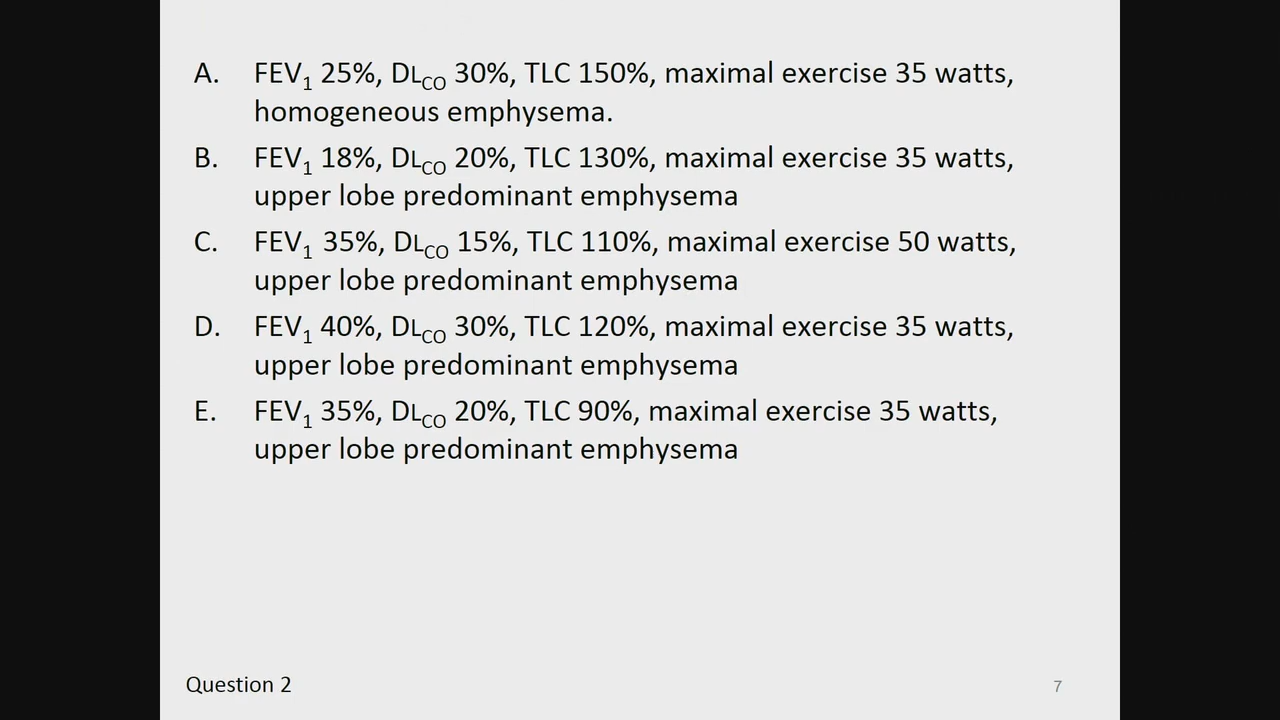 A. FEV1 25%, DLCO 30%, TLC 150%, maximal exercise 35 watts,
homogeneous emphysema.
B. FEV1 18%, DLCO 20%, TLC 130%, maximal exercise 35 watts,
upper lobe predominant emphysema
C. FEV1 35%, DLCO 15%, TLC 110%, maximal exercise 50 watts,
upper lobe predominant emphysema
D. FEV1 40%, DLCO 30%, TLC 120%, maximal exercise 35 watts,
upper lobe predominant emphysema
E. FEV1 35%, DLCO 20%, TLC 90%, maximal exercise 35 watts,
upper lobe predominant emphysema
Question 2
7